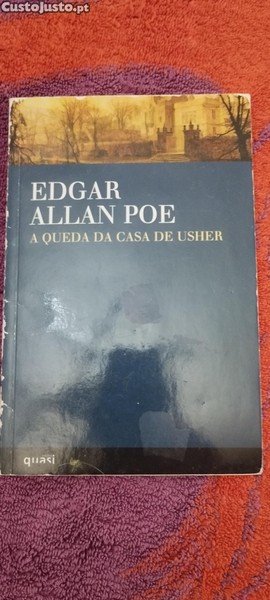 CustoJusto.pt
EDGAR
ALLAN POE
A QUEDA DA CASA DE USHER
quasi